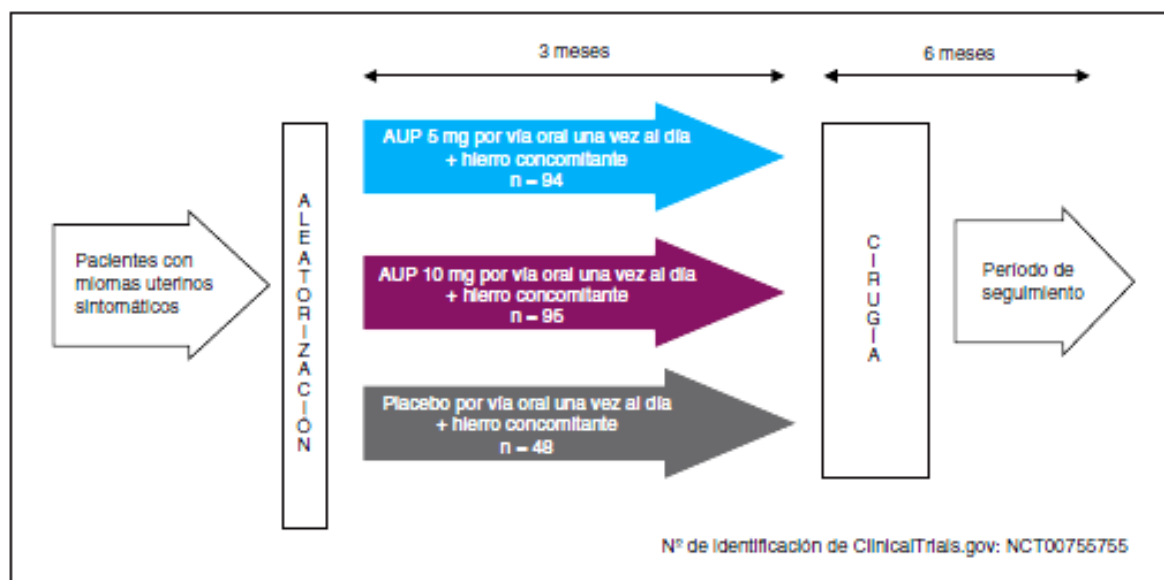 3 meses
6 meses
Pacientes con
miomas uterinos
sintomáticos
ALEATORIZACIÓN
AUP 5 mg por vía oral una vez al día
+ hierro concomitante
n = 94
AUP 10 mg por vía oral una vez al día
+ hierro concomitante
n = 95
Placebo por vía oral una vez al día
+ hierro concomitante
n = 48
CIRUGÍA
Período de
seguimiento
Nº de identificación de ClinicalTrials.gov: NCT00755755